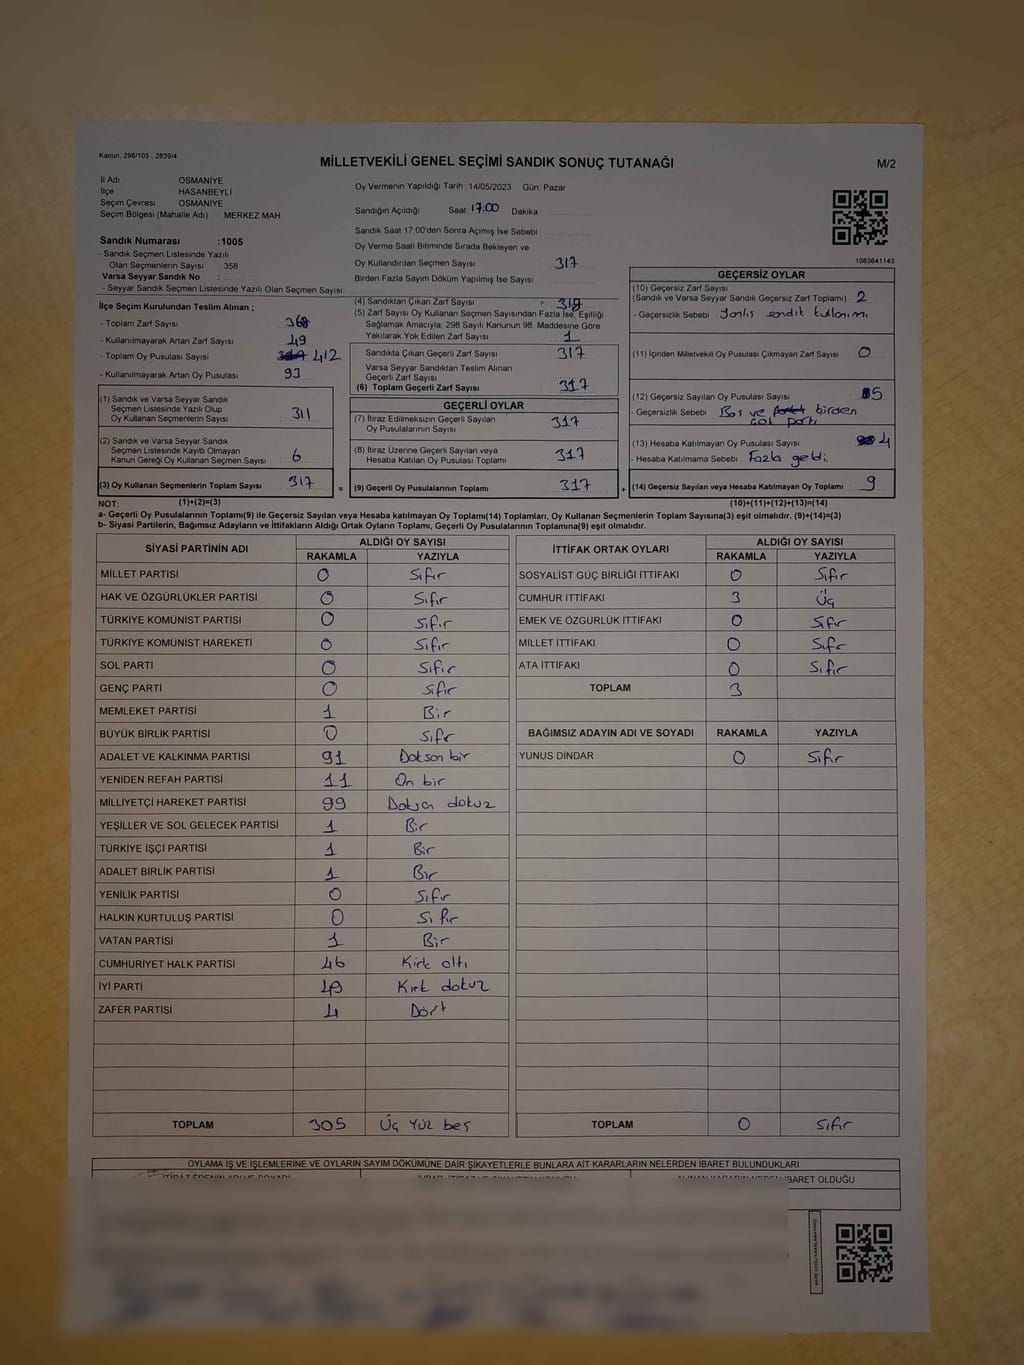 Kanun, 298/105 , 2839/4
MİLLETVEKİLİ GENEL SEÇİMİ SANDIK SONUÇ TUTANAĞI
M/2
İl Adı OSMANİYE
İlçe HASANBEYLİ
Seçim Çevresi OSMANİYE
Seçim Bölgesi (Mahalle Adı) : MERKEZ MAH
Oy Vermenin Yapıldığı Tarih : 14/05/2023 Gün: Pazar
Sandığın Açıldığı Saat: 17:00 Dakika :
Sandık Saat 17:00'den Sonra Açımış İse Sebebi
Oy Verme Saati Bitiminde Sırada Bekleyen ve
Oy Kullandırılan Seçmen Sayısı : 317
Birden Fazla Sayım Döküm Yapılmış İse Sayısı
Sandık Numarası :1005
- Sandık Seçmen Listesinde Yazılı
Olan Seçmenlerin Sayısı : 358
Varsa Seyyar Sandık No :
- Seyyar Sandık Seçmen Listesinde Yazılı Olan Seçmen Sayısı:
1083641143
İlçe Seçim Kurulundan Teslim Alınan ;
- Toplam Zarf Sayısı : 368
- Kullanılmayarak Artan Zarf Sayısı : 49
- Toplam Oy Pusulası Sayısı : 412
- Kullanılmayarak Artan Oy Pusulası : 93
(1) Sandık ve Varsa Seyyar Sandık
Seçmen Listesinde Yazılı Olup
Oy Kullanan Seçmenlerin Sayısı : 311
(2) Sandık ve Varsa Seyyar Sandık
Seçmen Listesinde Kayıtlı Olmayan
Kanun Gereği Oy Kullanan Seçmen Sayısı : 6
(3) Oy Kullanan Seçmenlerin Toplam Sayısı : 317 =
(4) Sandıktan Çıkan Zarf Sayısı : 318
(5) Zarf Sayısı Oy Kullanan Seçmen Sayısından Fazla İse, Eşitliği
Sağlamak Amacıyla; 298 Sayılı Kanunun 98. Maddesine Göre
Yakılarak Yok Edilen Zarf Sayısı : 1
Sandıkta Çıkan Geçerli Zarf Sayısı : 317
Varsa Seyyar Sandıktan Teslim Alınan
Geçerli Zarf Sayısı
(6) Toplam Geçerli Zarf Sayısı : 317
GEÇERLİ OYLAR
(7) İtiraz Edilmeksizin Geçerli Sayılan
Oy Pusulalarının Sayısı : 317
(8) İtiraz Üzerine Geçerli Sayılan veya
Hesaba Katılan Oy Pusulası Toplamı : 317
(9) Geçerli Oy Pusulalarının Toplamı : 317 +
GEÇERSİZ OYLAR
(10) Geçersiz Zarf Sayısı
(Sandık ve Varsa Seyyar Sandık Geçersiz Zarf Toplamı) : 2
- Geçersizlik Sebebi : Yanlış sandık kullanımı
(11) İçinden Milletvekili Oy Pusulası Çıkmayan Zarf Sayısı : 0
(12) Geçersiz Sayılan Oy Pusulası Sayısı : 5
- Geçersizlik Sebebi : Boş ve birden
çok parti
(13) Hesaba Katılmayan Oy Pusulası Sayısı : 4
- Hesaba Katılmama Sebebi : Fazla geldi.
(14) Geçersiz Sayılan veya Hesaba Katılmayan Oy Toplamı : 9
NOT: (1)+(2)=(3) (10)+(11)+(12)+(13)=(14)
a- Geçerli Oy Pusulalarının Toplamı(9) ile Geçersiz Sayılan veya Hesaba katılmayan Oy Toplamı(14) Toplamları, Oy Kullanan Seçmenlerin Toplam Sayısına(3) eşit olmalıdır. (9)+(14)=(3)
b- Siyasi Partilerin, Bağımsız Adayların ve İttifakların Aldığı Ortak Oyların Toplamı, Geçerli Oy Pusulalarının Toplamına(9) eşit olmalıdır.
SİYASİ PARTİNİN ADI ALDIĞI OY SAYISI
RAKAMLA YAZIYLA
MİLLET PARTİSİ 0 Sıfır
HAK VE ÖZGÜRLÜKLER PARTİSİ 0 Sıfır
TÜRKİYE KOMÜNİST PARTİSİ 0 Sıfır
TÜRKİYE KOMÜNİST HAREKETİ 0 Sıfır
SOL PARTİ 0 Sıfır
GENÇ PARTİ 0 Sıfır
MEMLEKET PARTİSİ 1 Bir
BÜYÜK BİRLİK PARTİSİ 0 Sıfır
ADALET VE KALKINMA PARTİSİ 91 Doksan bir
YENİDEN REFAH PARTİSİ 11 On bir
MİLLİYETÇİ HAREKET PARTİSİ 99 Doksan dokuz
YEŞİLLER VE SOL GELECEK PARTİSİ 1 Bir
TÜRKİYE İŞÇİ PARTİSİ 1 Bir
ADALET BİRLİK PARTİSİ 1 Bir
YENİLİK PARTİSİ 0 Sıfır
HALKIN KURTULUŞ PARTİSİ 0 Sıfır
VATAN PARTİSİ 1 Bir
CUMHURİYET HALK PARTİSİ 46 Kırk altı
İYİ PARTİ 49 Kırk dokuz
ZAFER PARTİSİ 4 Dört
TOPLAM 305 Üç Yüz beş
İTTİFAK ORTAK OYLARI ALDIĞI OY SAYISI
RAKAMLA YAZIYLA
SOSYALİST GÜÇ BİRLİĞİ İTTİFAKI 0 Sıfır
CUMHUR İTTİFAKI 3 Üç
EMEK VE ÖZGÜRLÜK İTTİFAKI 0 Sıfır
MİLLET İTTİFAKI 0 Sıfır
ATA İTTİFAKI 0 Sıfır
TOPLAM 3
BAĞIMSIZ ADAYIN ADI VE SOYADI RAKAMLA YAZIYLA
YUNUS DİNDAR 0 Sıfır
TOPLAM 0 Sıfır
OYLAMA İŞ VE İŞLEMLERİNE VE OYLARIN SAYIM DÖKÜMÜNE DAİR ŞİKAYETLERLE BUNLARA AİT KARARLARIN NELERDEN İBARET BULUNDUKLARI
İBARET OLDUĞU